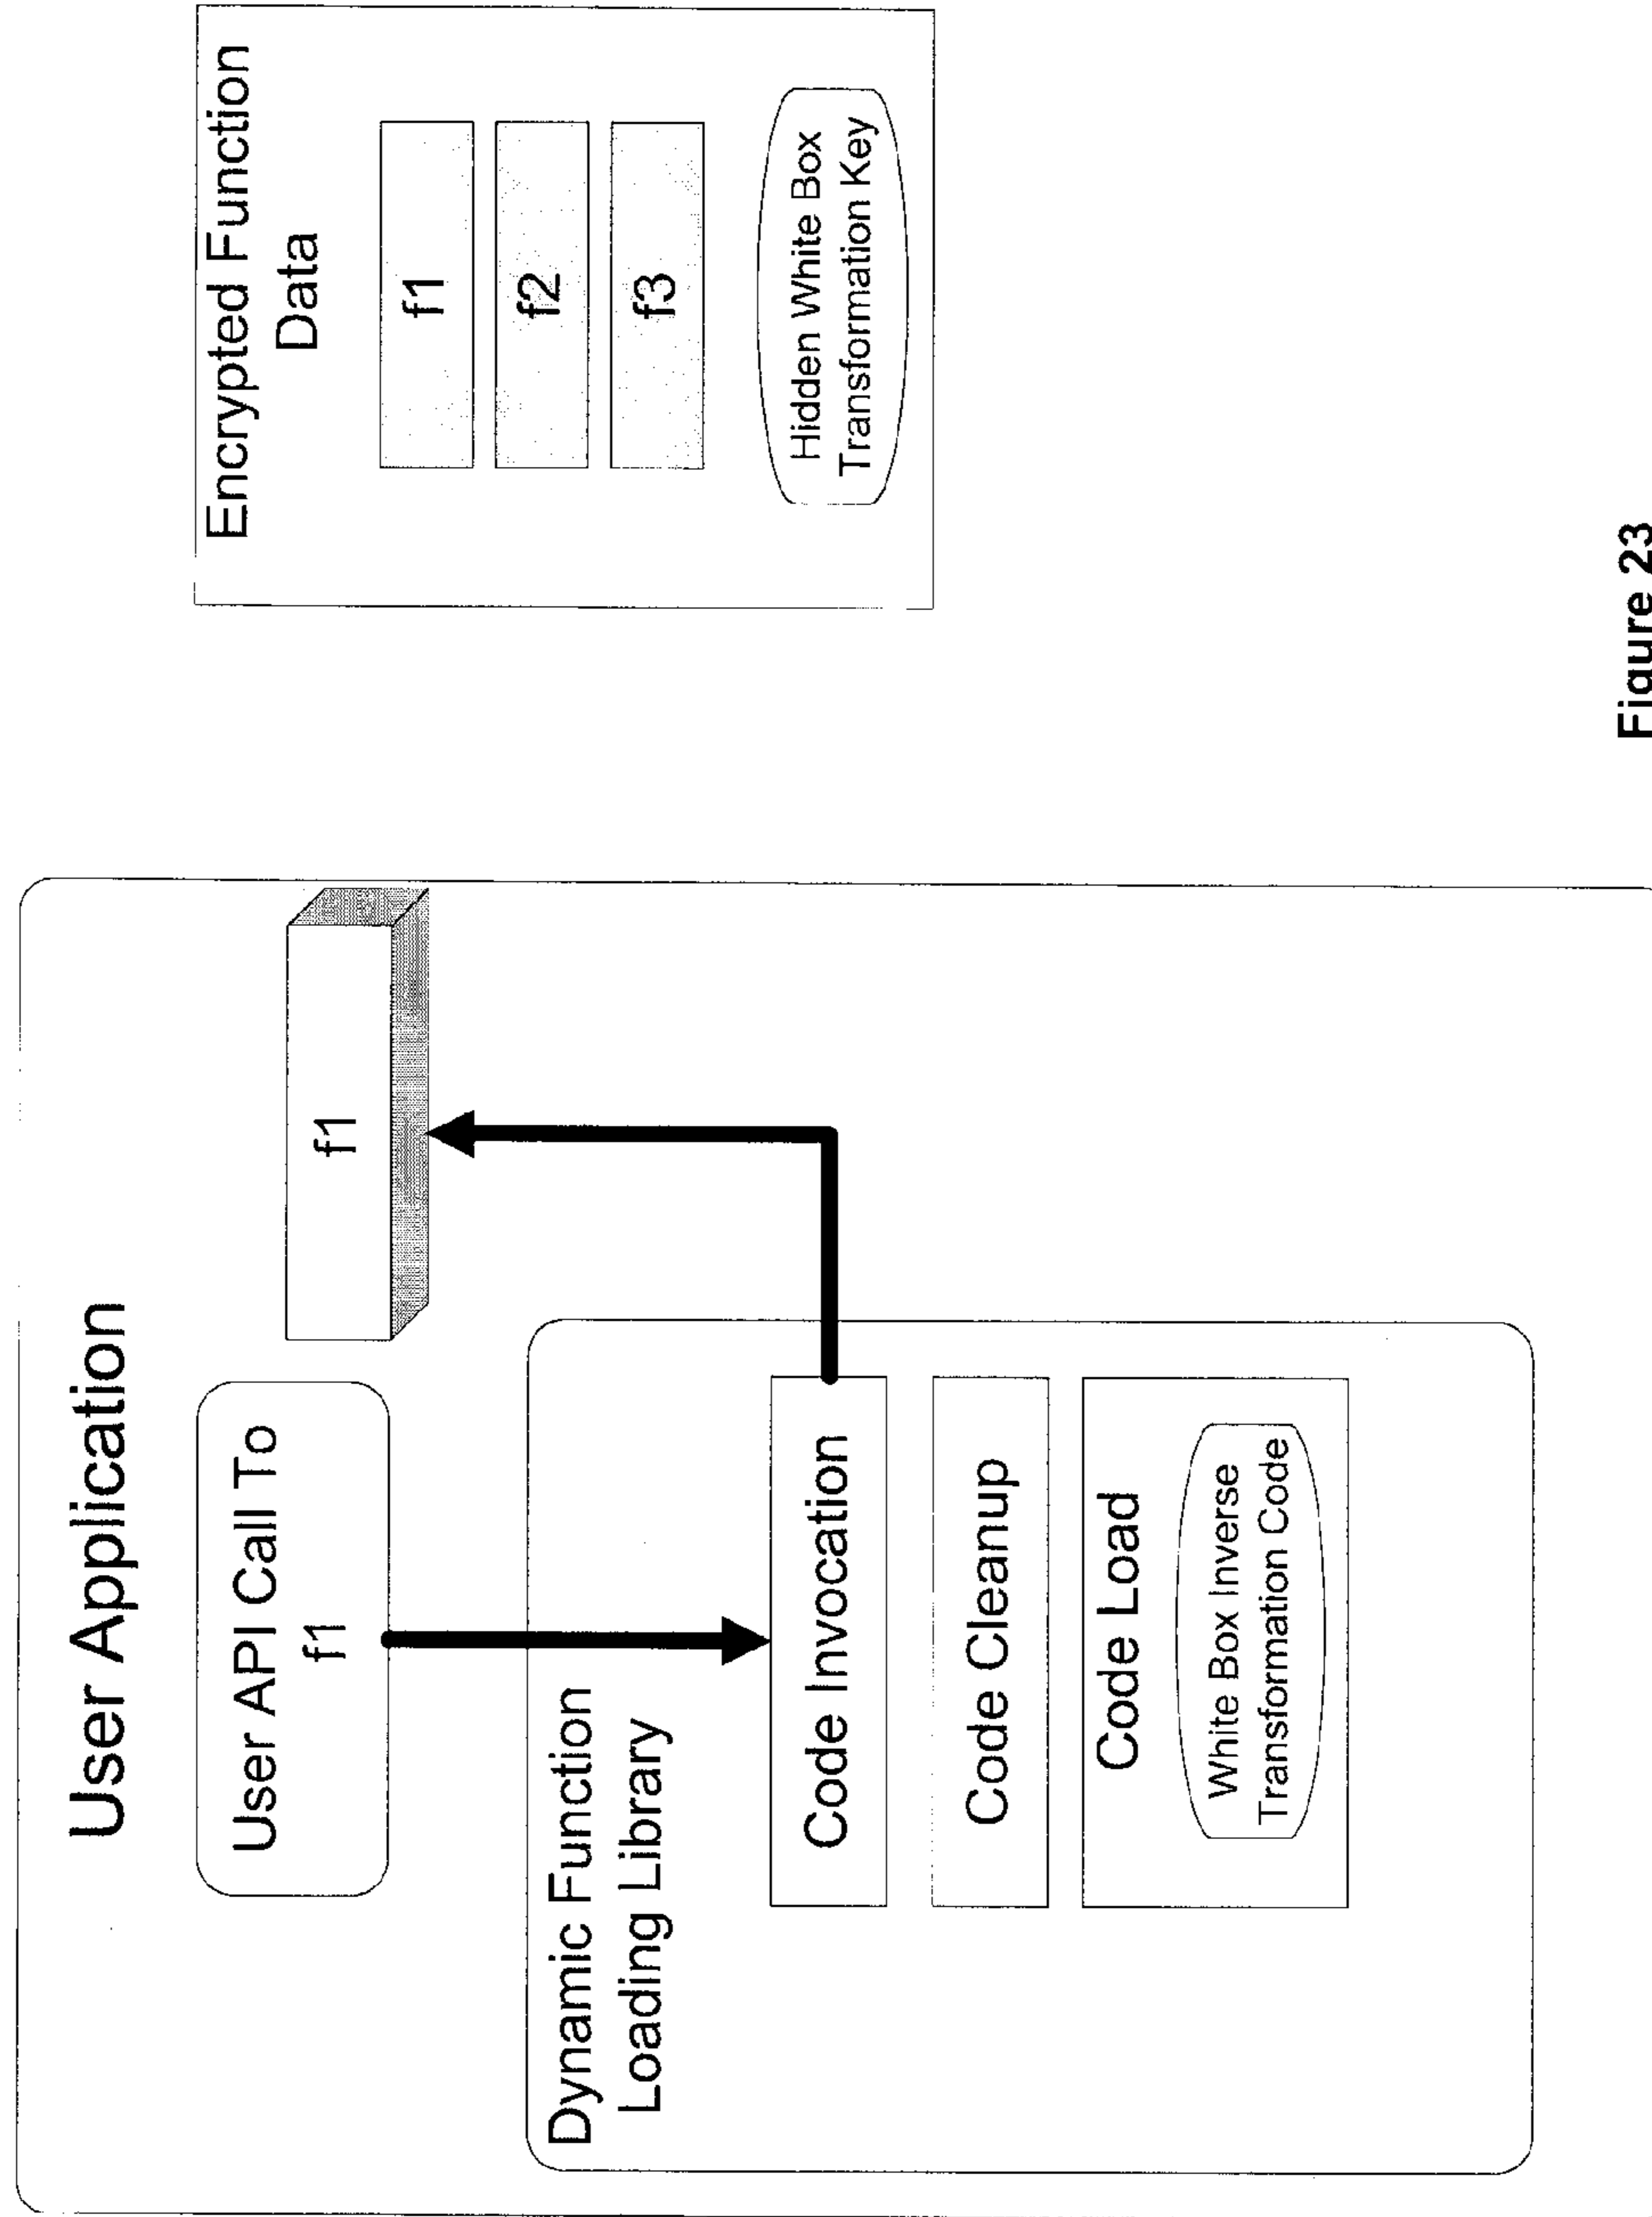 User Application
User API Call To
f1
f1
Dynamic Function
Loading Library
Code Invocation
Code Cleanup
Code Load
White Box Inverse
Transformation Code
Encrypted Function
Data
f1
f2
f3
Hidden White Box
Transformation Key
Figure 23